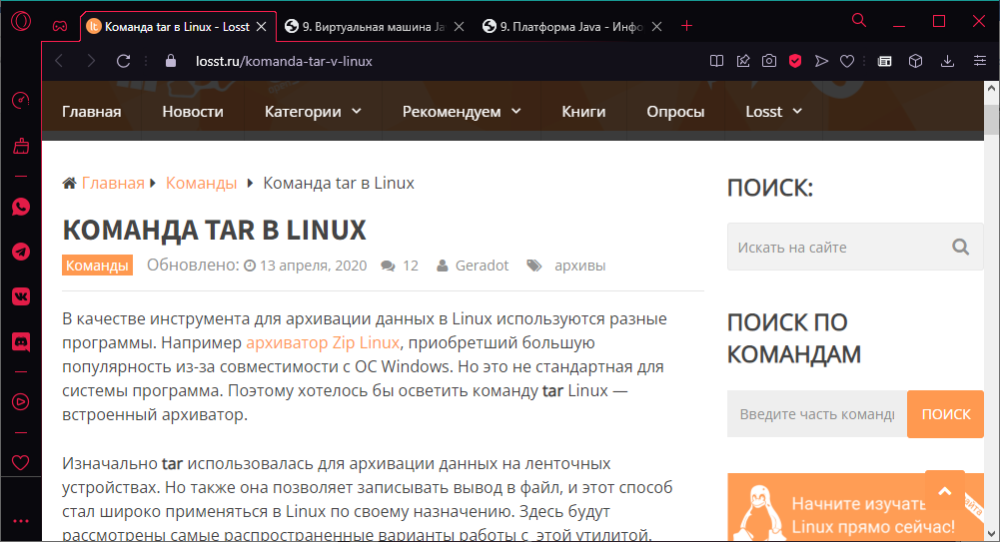 Команда tar в Linux - Losst
9. Виртуальная машина Ja
9. Платформа Java - Инфо
losst.ru/komanda-tar-v-linux
Главная
Новости
Категории
Рекомендуем
Книги
Опросы
Losst
Главная Команды Команда tar в Linux
КОМАНДА TAR В LINUX
Команды Обновлено: 13 апреля, 2020 12 Geradot архивы
В качестве инструмента для архивации данных в Linux используются разные
программы. Например архиватор Zip Linux, приобретший большую
популярность из-за совместимости с ОС Windows. Но это не стандартная для
системы программа. Поэтому хотелось бы осветить команду tar Linux —
встроенный архиватор.
Изначально tar использовалась для архивации данных на ленточных
устройствах. Но также она позволяет записывать вывод в файл, и этот способ
стал широко применяться в Linux по своему назначению. Здесь будут
рассмотрены самые распространенные варианты работы с этой утилитой.
ПОИСК:
Искать на сайте
ПОИСК ПО
КОМАНДАМ
Введите часть команды
ПОИСК
Начните изучать
Linux прямо сейчас!